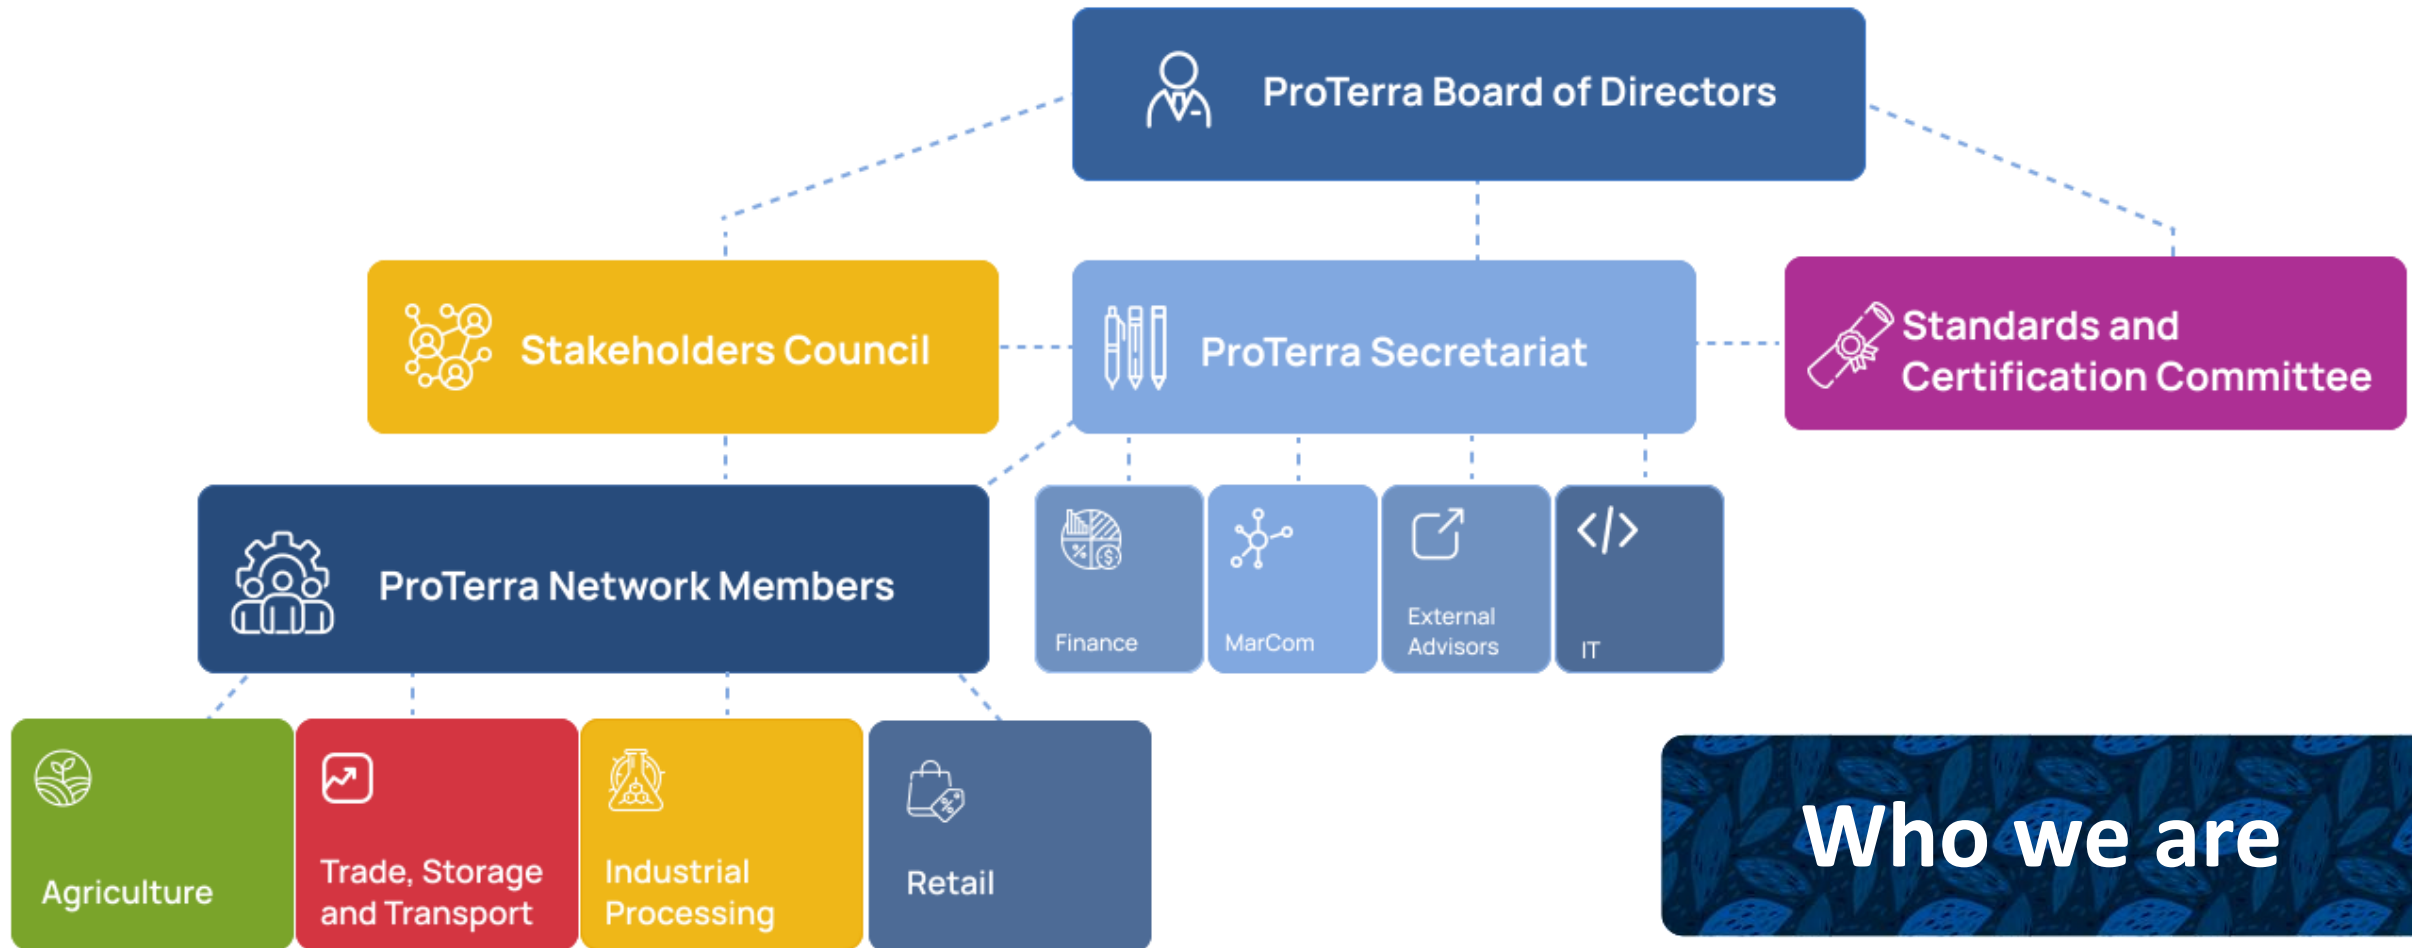 ProTerra Board of Directors
Stakeholders Council
ProTerra Secretariat
Standards and
Certification Committee
ProTerra Network Members
Finance
MarCom
External
Advisors
IT
Agriculture
Trade, Storage
and Transport
Industrial
Processing
Retail
Who we are